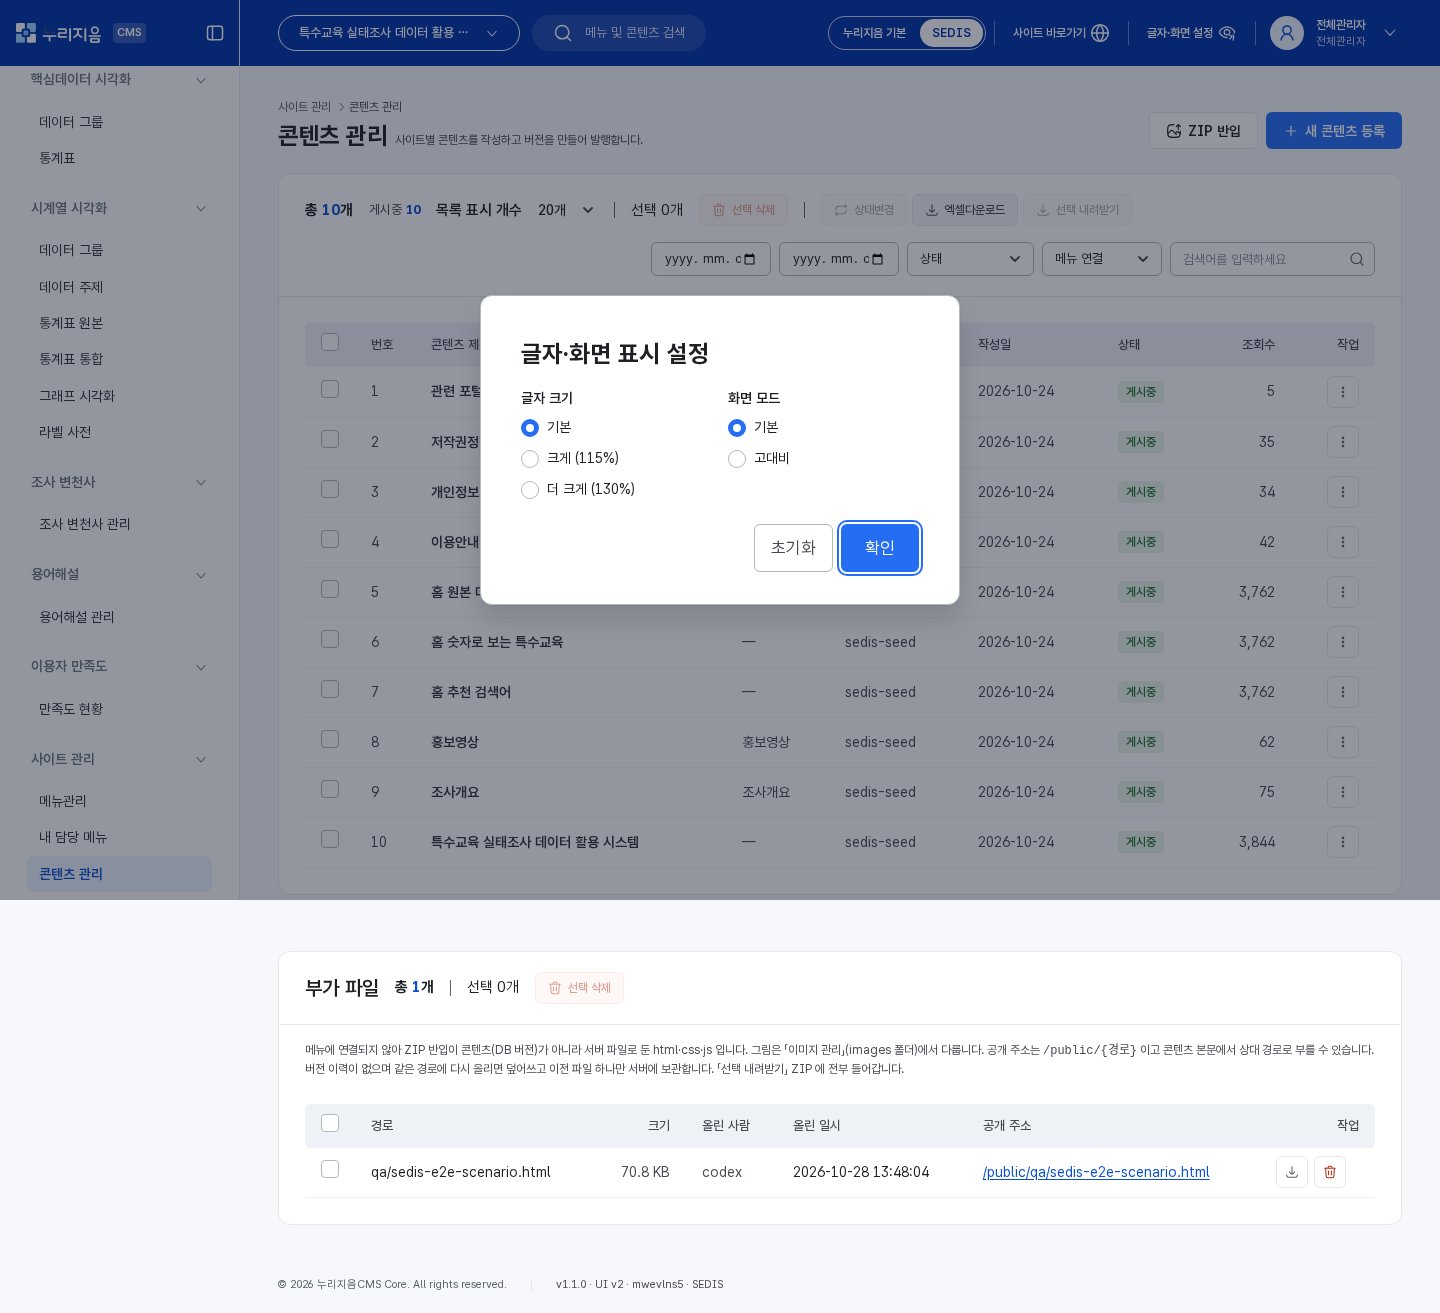 누리지음 CMS
특수교육 실태조사 데이터 활용 ···
메뉴 및 콘텐츠 검색
누리지음 기본 SEDIS
사이트 바로가기
글자·화면 설정
전체관리자
전체관리자
핵심데이터 시각화
데이터 그룹
통계표
시계열 시각화
데이터 그룹
데이터 주제
통계표 원본
통계표 통합
그래프 시각화
라벨 사전
조사 변천사
조사 변천사 관리
용어해설
용어해설 관리
이용자 만족도
만족도 현황
사이트 관리
메뉴관리
내 담당 메뉴
콘텐츠 관리
사이트 관리 > 콘텐츠 관리
콘텐츠 관리 사이트별 콘텐츠를 작성하고 버전을 만들어 발행합니다.
ZIP 반입
+ 새 콘텐츠 등록
총 10개 게시중 10 목록 표시 개수 20개 선택 0개 선택 삭제 상태변경 엑셀다운로드 선택 내려받기
yyyy. mm. d yyyy. mm. d 상태 메뉴 연결 검색어를 입력하세요
번호 콘텐츠 제 작성일 상태 조회수 작업
1 관련 포털 2026-10-24 게시중 5
2 저작권정 2026-10-24 게시중 35
3 개인정보 2026-10-24 게시중 34
4 이용안내 2026-10-24 게시중 42
5 홈 원본 데 2026-10-24 게시중 3,762
6 홈 숫자로 보는 특수교육 — sedis-seed 2026-10-24 게시중 3,762
7 홈 추천 검색어 — sedis-seed 2026-10-24 게시중 3,762
8 홍보영상 홍보영상 sedis-seed 2026-10-24 게시중 62
9 조사개요 조사개요 sedis-seed 2026-10-24 게시중 75
10 특수교육 실태조사 데이터 활용 시스템 — sedis-seed 2026-10-24 게시중 3,844
글자·화면 표시 설정
글자 크기
기본
크게 (115%)
더 크게 (130%)
화면 모드
기본
고대비
초기화 확인
부가 파일 총 1개 선택 0개 선택 삭제
메뉴에 연결되지 않아 ZIP 반입이 콘텐츠(DB 버전)가 아니라 서버 파일로 둔 html·css·js 입니다. 그림은 「이미지 관리」(images 폴더)에서 다룹니다. 공개 주소는 /public/{경로} 이고 콘텐츠 본문에서 상대 경로로 부를 수 있습니다.
버전 이력이 없으며 같은 경로에 다시 올리면 덮어쓰고 이전 파일 하나만 서버에 보관합니다. 「선택 내려받기」 ZIP 에 전부 들어갑니다.
경로 크기 올린 사람 올린 일시 공개 주소 작업
qa/sedis-e2e-scenario.html 70.8 KB codex 2026-10-28 13:48:04 /public/qa/sedis-e2e-scenario.html
© 2026 누리지음CMS Core. All rights reserved.
v1.1.0 · UI v2 · mwevlns5 · SEDIS